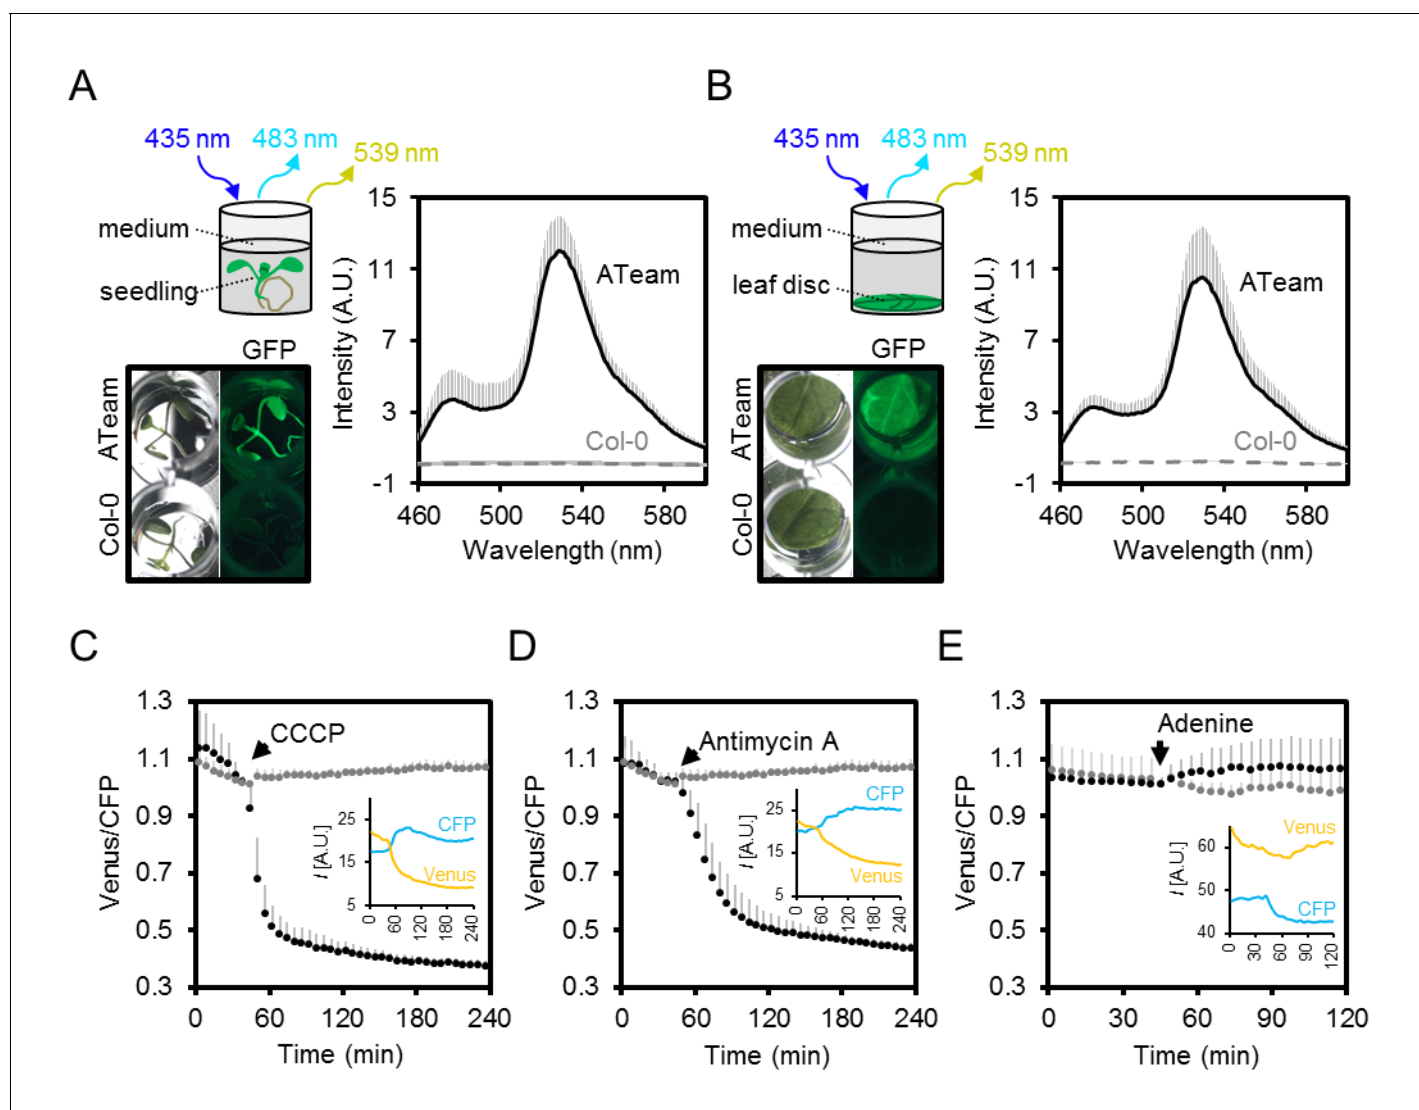 A
435 nm 483 nm
539 nm
medium
seedling
GFP
ATeam
Col-0
Intensity (A.U.)
15
11
7
3
-1
ATeam
Col-0
460 500 540 580
Wavelength (nm)
B
435 nm 483 nm
539 nm
medium
leaf disc
GFP
ATeam
Col-0
Intensity (A.U.)
15
11
7
3
-1
ATeam
Col-0
460 500 540 580
Wavelength (nm)
C
Venus/CFP
1.3
1.1
0.9
0.7
0.5
0.3
CCCP
I [A.U.]
25
15
5
CFP
Venus
0 60 120 180 240
0 60 120 180 240
Time (min)
D
Venus/CFP
1.3
1.1
0.9
0.7
0.5
0.3
Antimycin A
I [A.U.]
25
15
5
CFP
Venus
0 60 120 180 240
0 60 120 180 240
Time (min)
E
Venus/CFP
1.3
1.1
0.9
0.7
0.5
0.3
Adenine
I [A.U.]
60
50
40
Venus
CFP
0 30 60 90 120
0 30 60 90 120
Time (min)